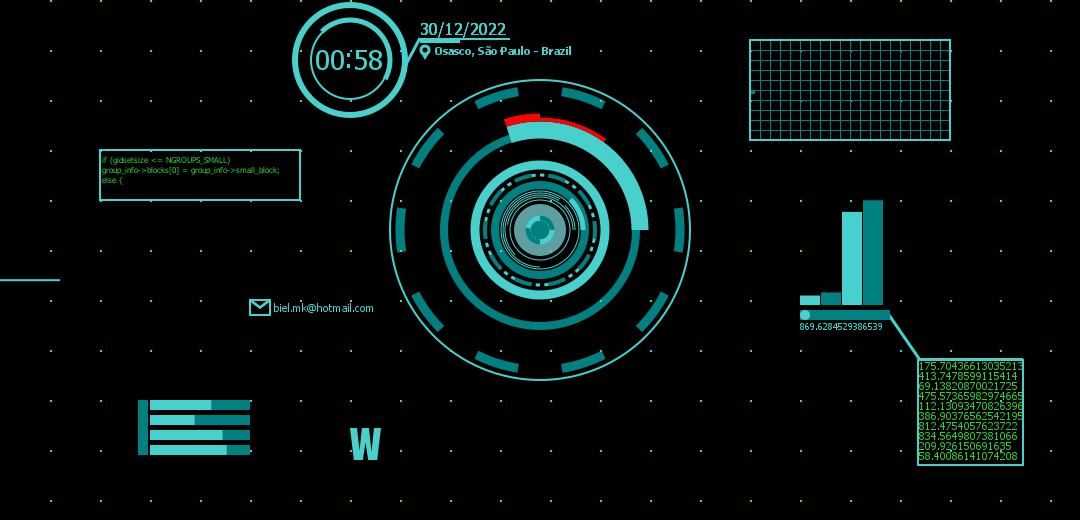 30/12/2022
00:58
Osasco, São Paulo - Brazil
if (gidsetsize <= NGROUPS_SMALL)
group_info->blocks[0] = group_info->small_block;
else {
biel.mk@hotmail.com
869.6284529386539
175.70436613035213
413.7478599115414
69.13820870021725
475.57365982974665
112.13093470826396
386.90376562542195
812.4754057623722
834.5649807381066
209.926150691635
58.40086141074208
W